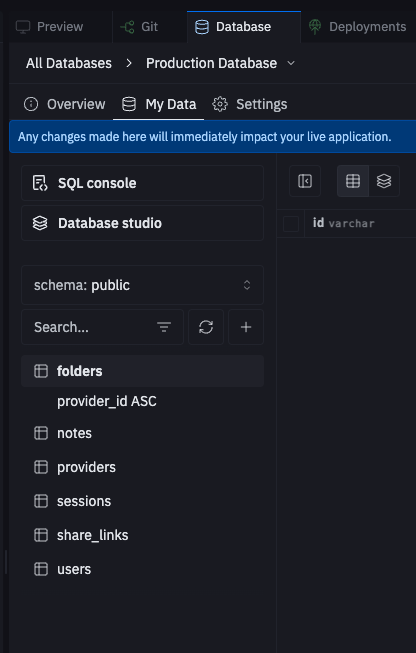 Preview Git Database Deployments
All Databases > Production Database
Overview My Data Settings
Any changes made here will immediately impact your live application.
SQL console
Database studio
id varchar
schema: public
Search...
folders
provider_id ASC
notes
providers
sessions
share_links
users